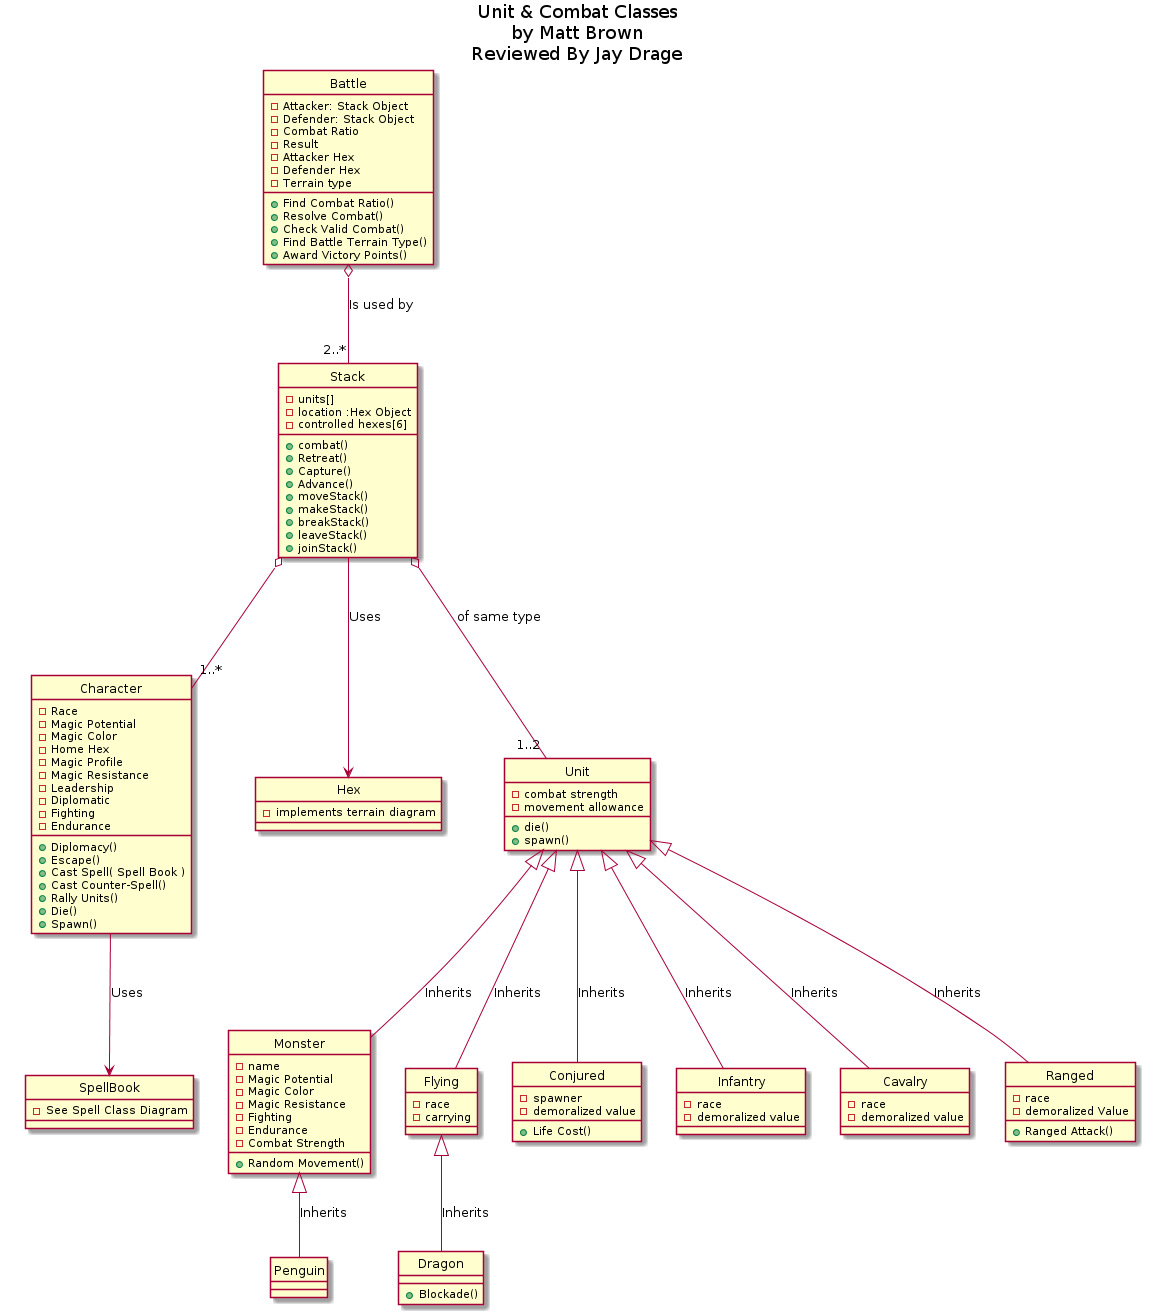 Unit & Combat Classes
by Matt Brown
Reviewed By Jay Drage
Battle
Attacker: Stack Object
Defender: Stack Object
Combat Ratio
Result
Attacker Hex
Defender Hex
Terrain type
Find Combat Ratio()
Resolve Combat()
Check Valid Combat()
Find Battle Terrain Type()
Award Victory Points()
Is used by
2..*
Stack
units[]
location :Hex Object
controlled hexes[6]
combat()
Retreat()
Capture()
Advance()
moveStack()
makeStack()
breakStack()
leaveStack()
joinStack()
Uses
of same type
1..*
1..2
Character
Race
Magic Potential
Magic Color
Home Hex
Magic Profile
Magic Resistance
Leadership
Diplomatic
Fighting
Endurance
Diplomacy()
Escape()
Cast Spell( Spell Book )
Cast Counter-Spell()
Rally Units()
Die()
Spawn()
Hex
implements terrain diagram
Unit
combat strength
movement allowance
die()
spawn()
Uses
Inherits
Inherits
Inherits
Inherits
Inherits
Inherits
SpellBook
See Spell Class Diagram
Monster
name
Magic Potential
Magic Color
Magic Resistance
Fighting
Endurance
Combat Strength
Random Movement()
Flying
race
carrying
Conjured
spawner
demoralized value
Life Cost()
Infantry
race
demoralized value
Cavalry
race
demoralized value
Ranged
race
demoralized Value
Ranged Attack()
Inherits
Inherits
Penguin
Dragon
Blockade()